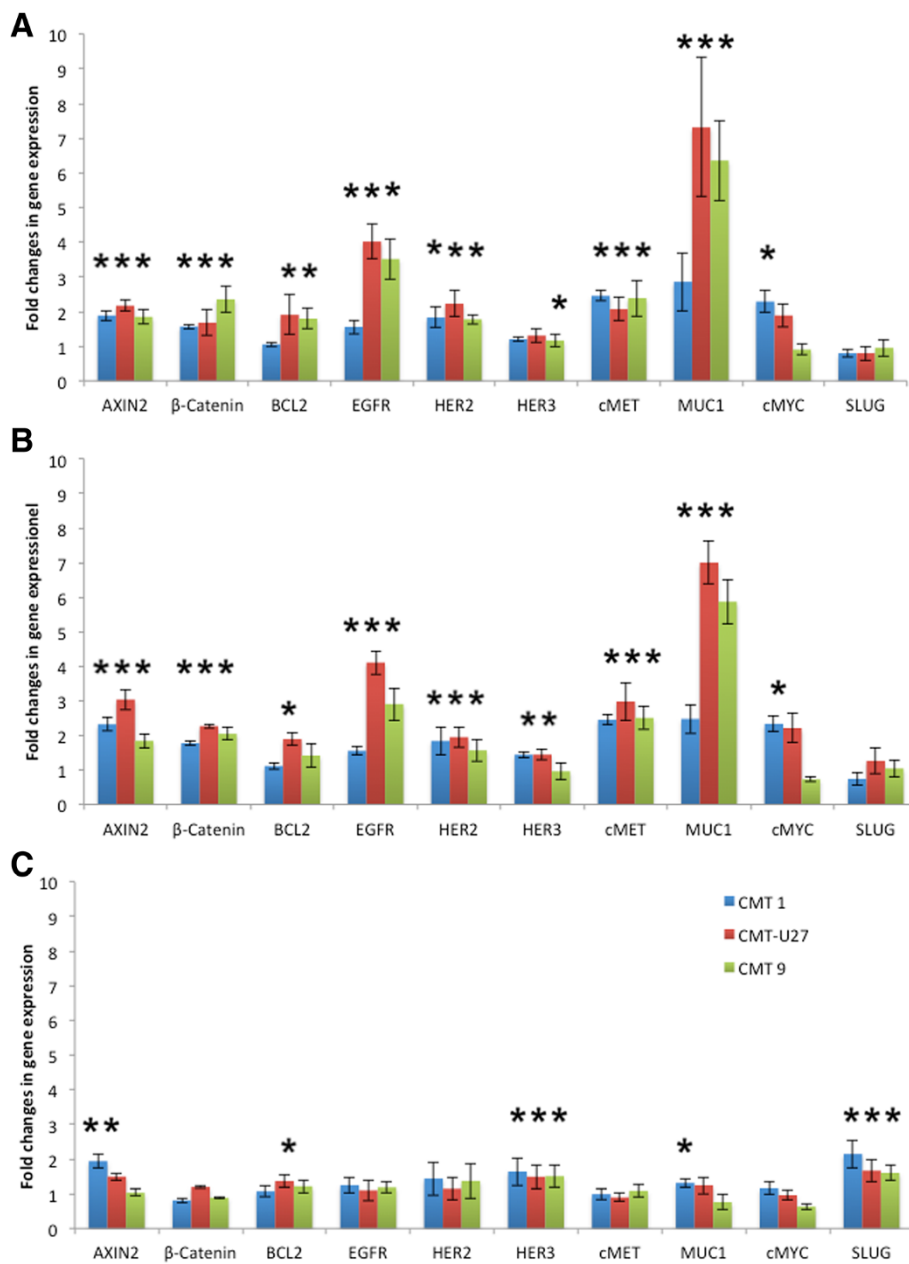 A
Fold changes in gene expression
10
9
8
7
6
5
4
3
2
1
0
*** *** ** *** *** * *** *** *
AXIN2 β-Catenin BCL2 EGFR HER2 HER3 cMET MUC1 cMYC SLUG
B
Fold changes in gene expressionel
10
9
8
7
6
5
4
3
2
1
0
*** *** * *** *** ** *** *** *
AXIN2 β-Catenin BCL2 EGFR HER2 HER3 cMET MUC1 cMYC SLUG
C
Fold changes in gene expression
10
9
8
7
6
5
4
3
2
1
0
CMT 1
CMT-U27
CMT 9
** * *** * ***
AXIN2 β-Catenin BCL2 EGFR HER2 HER3 cMET MUC1 cMYC SLUG